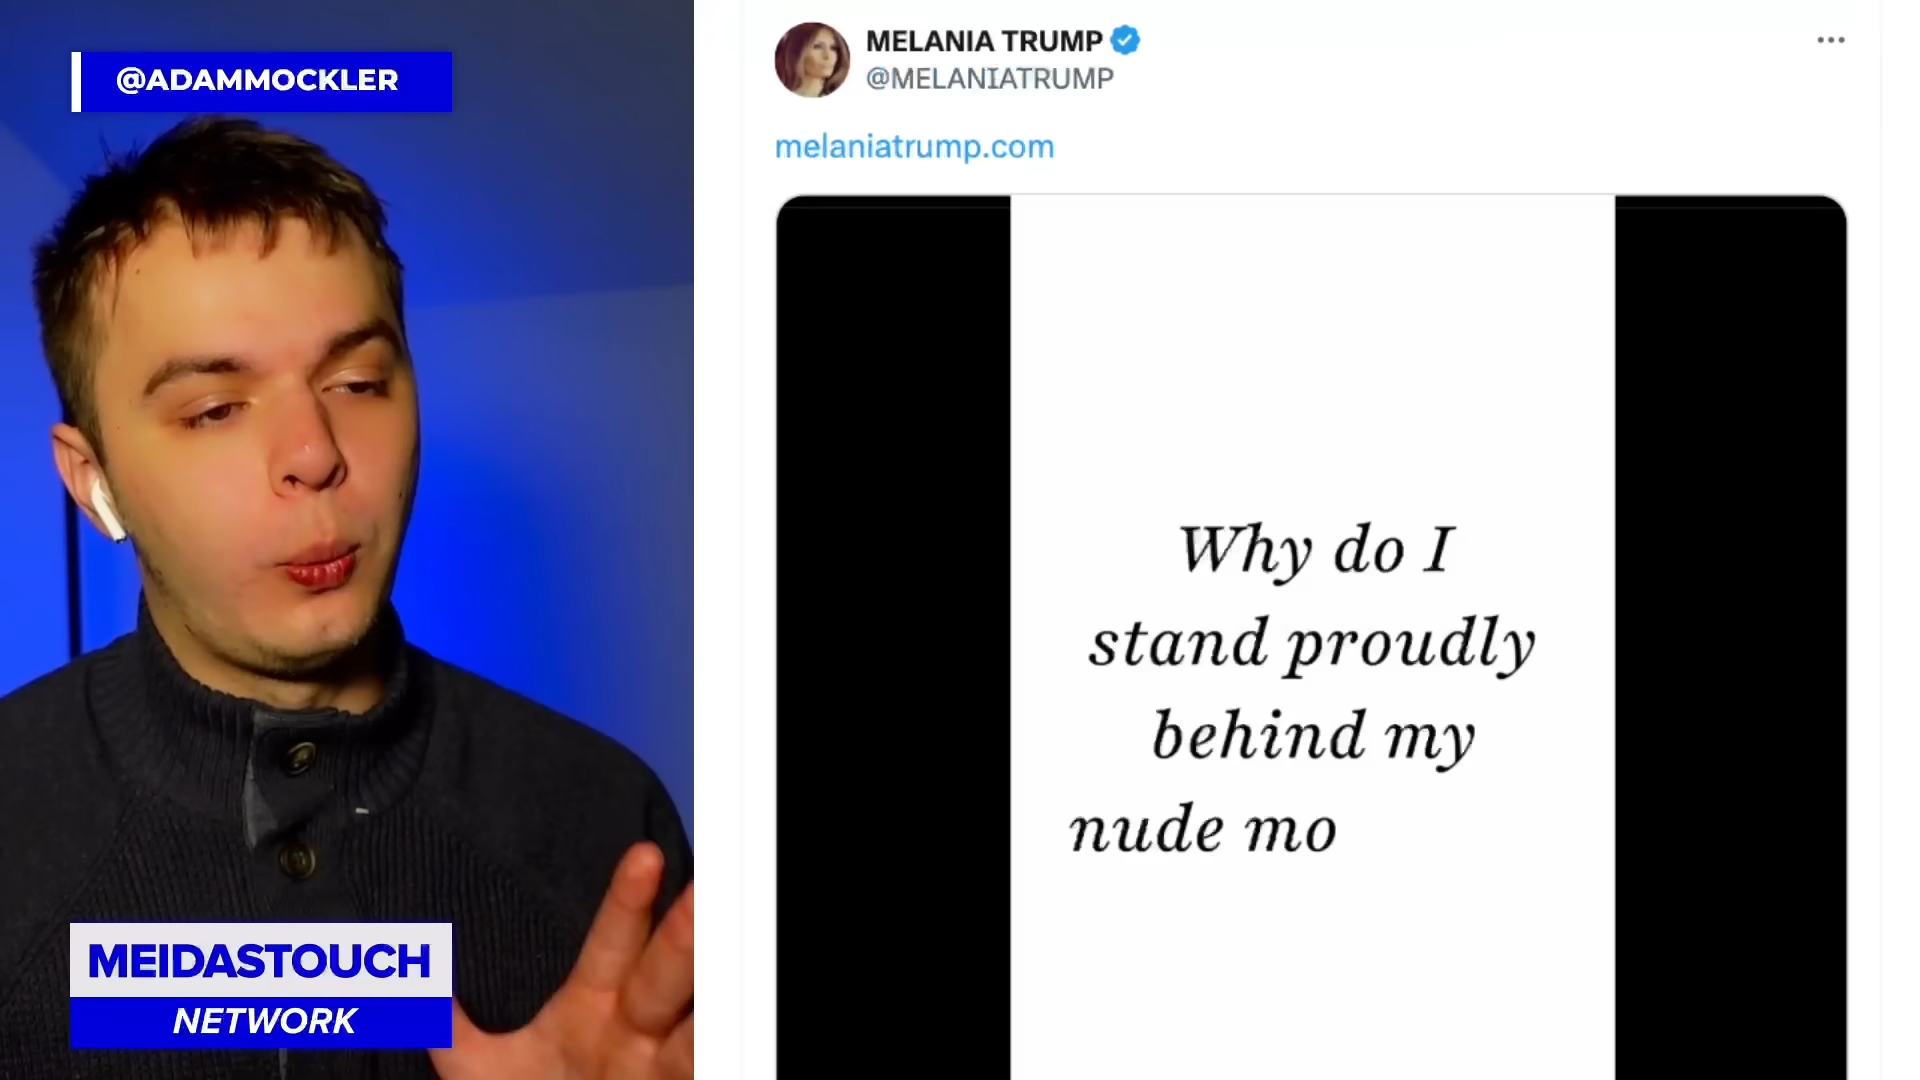 @ADAMMOCKLER
MEIDASTOUCH
NETWORK
MELANIA TRUMP
@MELANIATRUMP
melaniatrump.com
Why do I
stand proudly
behind my
nude mo